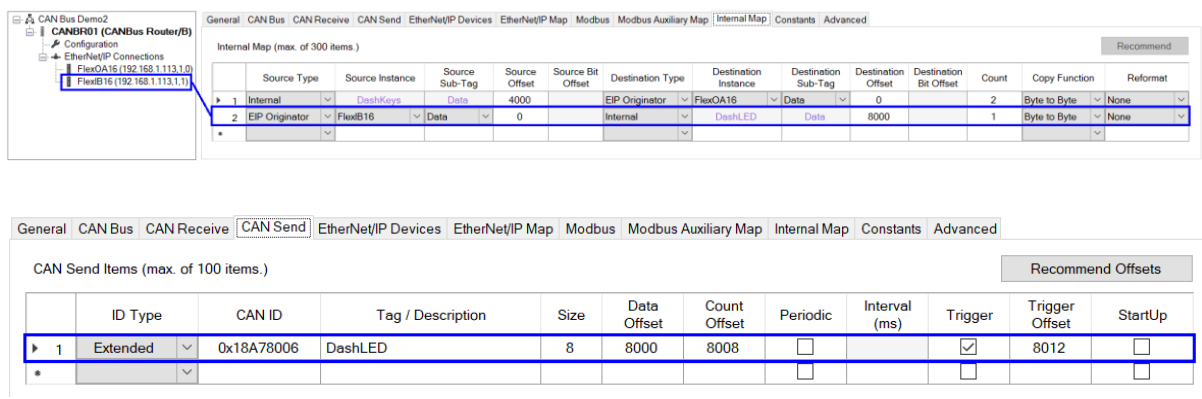 CAN Bus Demo2
CANBR01 (CANBus Router/B)
Configuration
EtherNet/IP Connections
FlexOA16 (192.168.1.113,1,0)
FlexIB16 (192.168.1.113,1,1)
General CAN Bus CAN Receive CAN Send EtherNet/IP Devices EtherNet/IP Map Modbus Modbus Auxiliary Map Internal Map Constants Advanced
Internal Map (max. of 300 items.) Recommend
Source Type Source Instance Source Sub-Tag Source Offset Source Bit Offset Destination Type Destination Instance Destination Sub-Tag Destination Offset Destination Bit Offset Count Copy Function Reformat
1 Internal DashKeys Data 4000 EIP Originator FlexOA16 Data 0 2 Byte to Byte None
2 EIP Originator FlexIB16 Data 0 Internal DashLED Data 8000 1 Byte to Byte None
General CAN Bus CAN Receive CAN Send EtherNet/IP Devices EtherNet/IP Map Modbus Modbus Auxiliary Map Internal Map Constants Advanced
CAN Send Items (max. of 100 items.) Recommend Offsets
ID Type CAN ID Tag / Description Size Data Offset Count Offset Periodic Interval (ms) Trigger Trigger Offset StartUp
1 Extended 0x18A78006 DashLED 8 8000 8008 8012